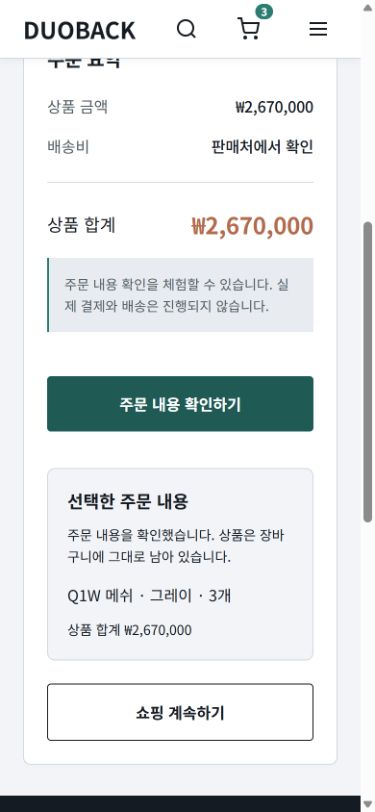 DUOBACK
3
주문 요약
상품 금액 ₩2,670,000
배송비 판매처에서 확인
상품 합계 ₩2,670,000
주문 내용 확인을 체험할 수 있습니다. 실
제 결제와 배송은 진행되지 않습니다.
주문 내용 확인하기
선택한 주문 내용
주문 내용을 확인했습니다. 상품은 장바
구니에 그대로 남아 있습니다.
Q1W 메쉬 · 그레이 · 3개
상품 합계 ₩2,670,000
쇼핑 계속하기